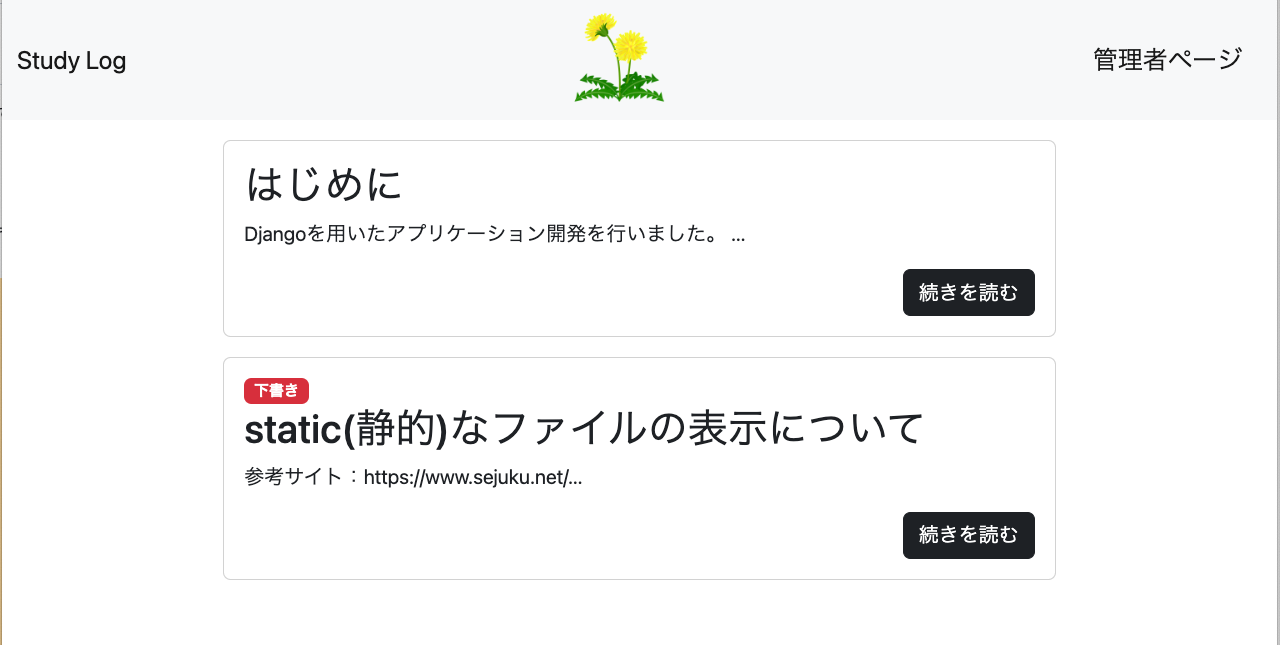 Study Log
管理者ページ
はじめに
Djangoを用いたアプリケーション開発を行いました。 ...
続きを読む
下書き
static(静的)なファイルの表示について
参考サイト：https://www.sejuku.net/...
続きを読む